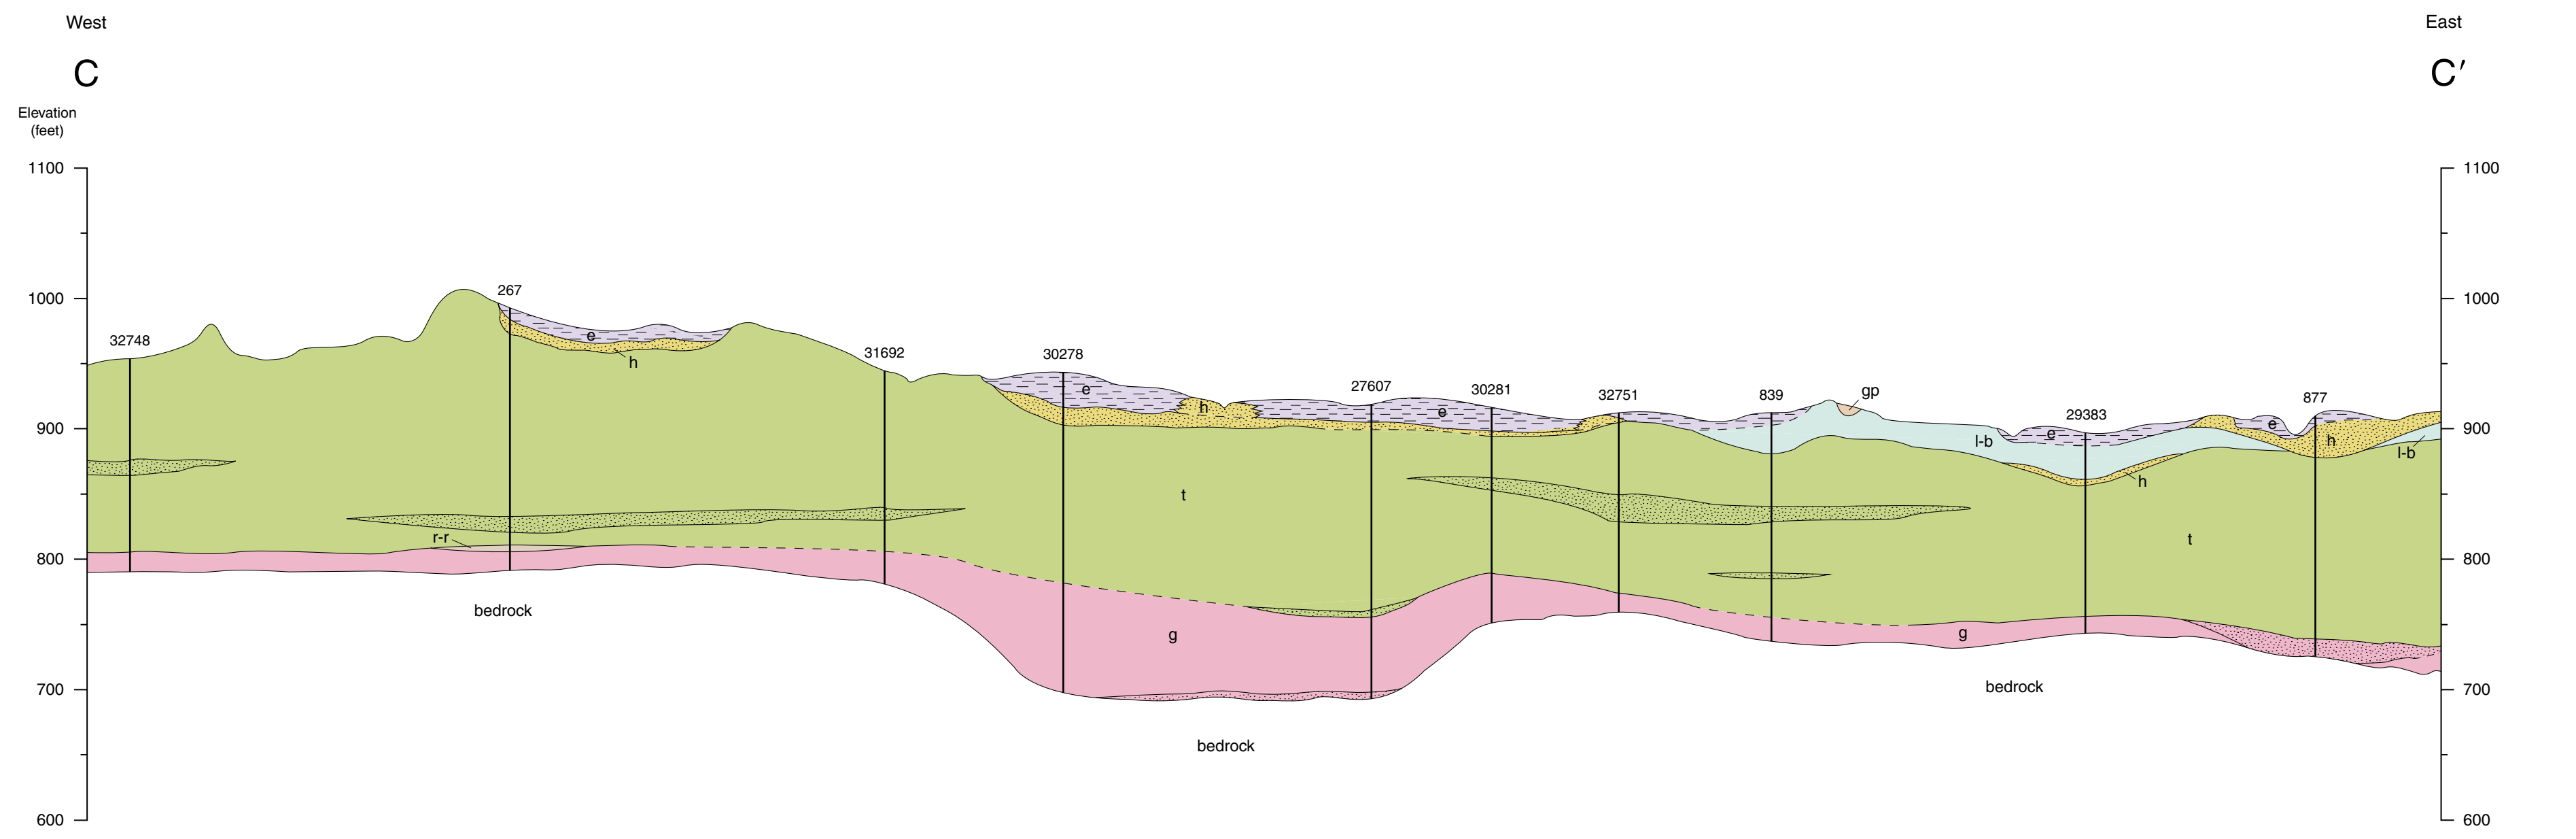 West
East
C
C′
Elevation
(feet)
1100
1100
1000
1000
900
900
800
800
700
700
600
600
32748
267
31692
30278
27607
30281
32751
839
gp
29383
877
e
h
e
h
e
l-b
e
h
e
h
l-b
t
r-r
t
g
g
bedrock
bedrock
bedrock